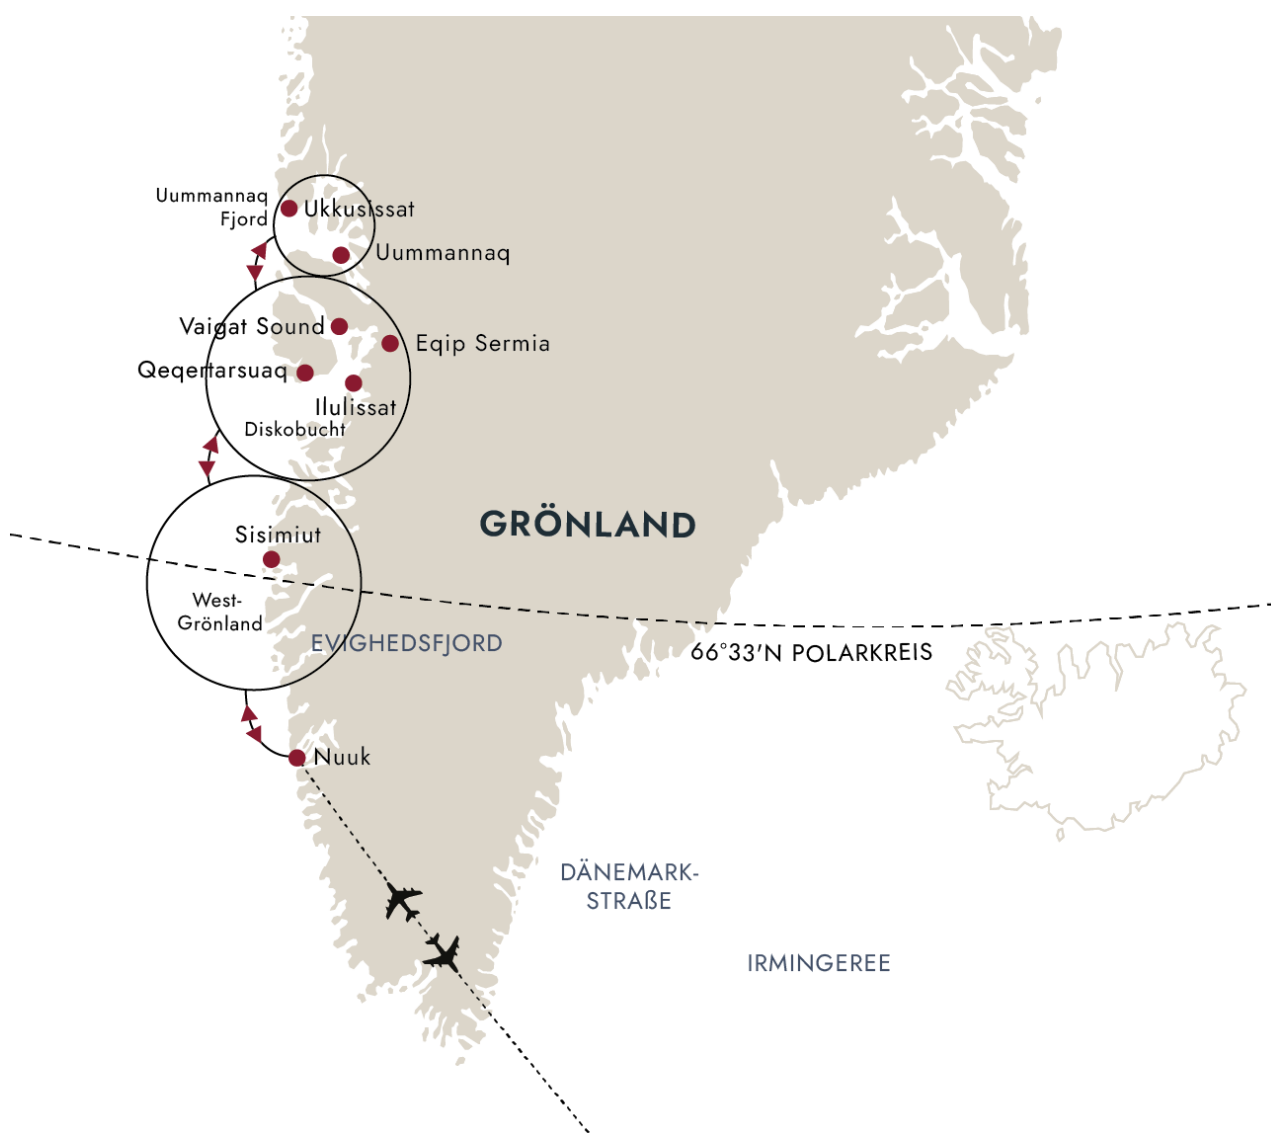 Uummannaq
Fjord
Ukkusissat
Uummannaq
Vaigat Sound
Eqip Sermia
Qeqertarsuaq
Ilulissat
Diskobucht
GRÖNLAND
Sisimiut
West-
Grönland
EVIGHEDSFJORD
66°33'N POLARKREIS
Nuuk
DÄNEMARK-
STRAßE
IRMINGEREE